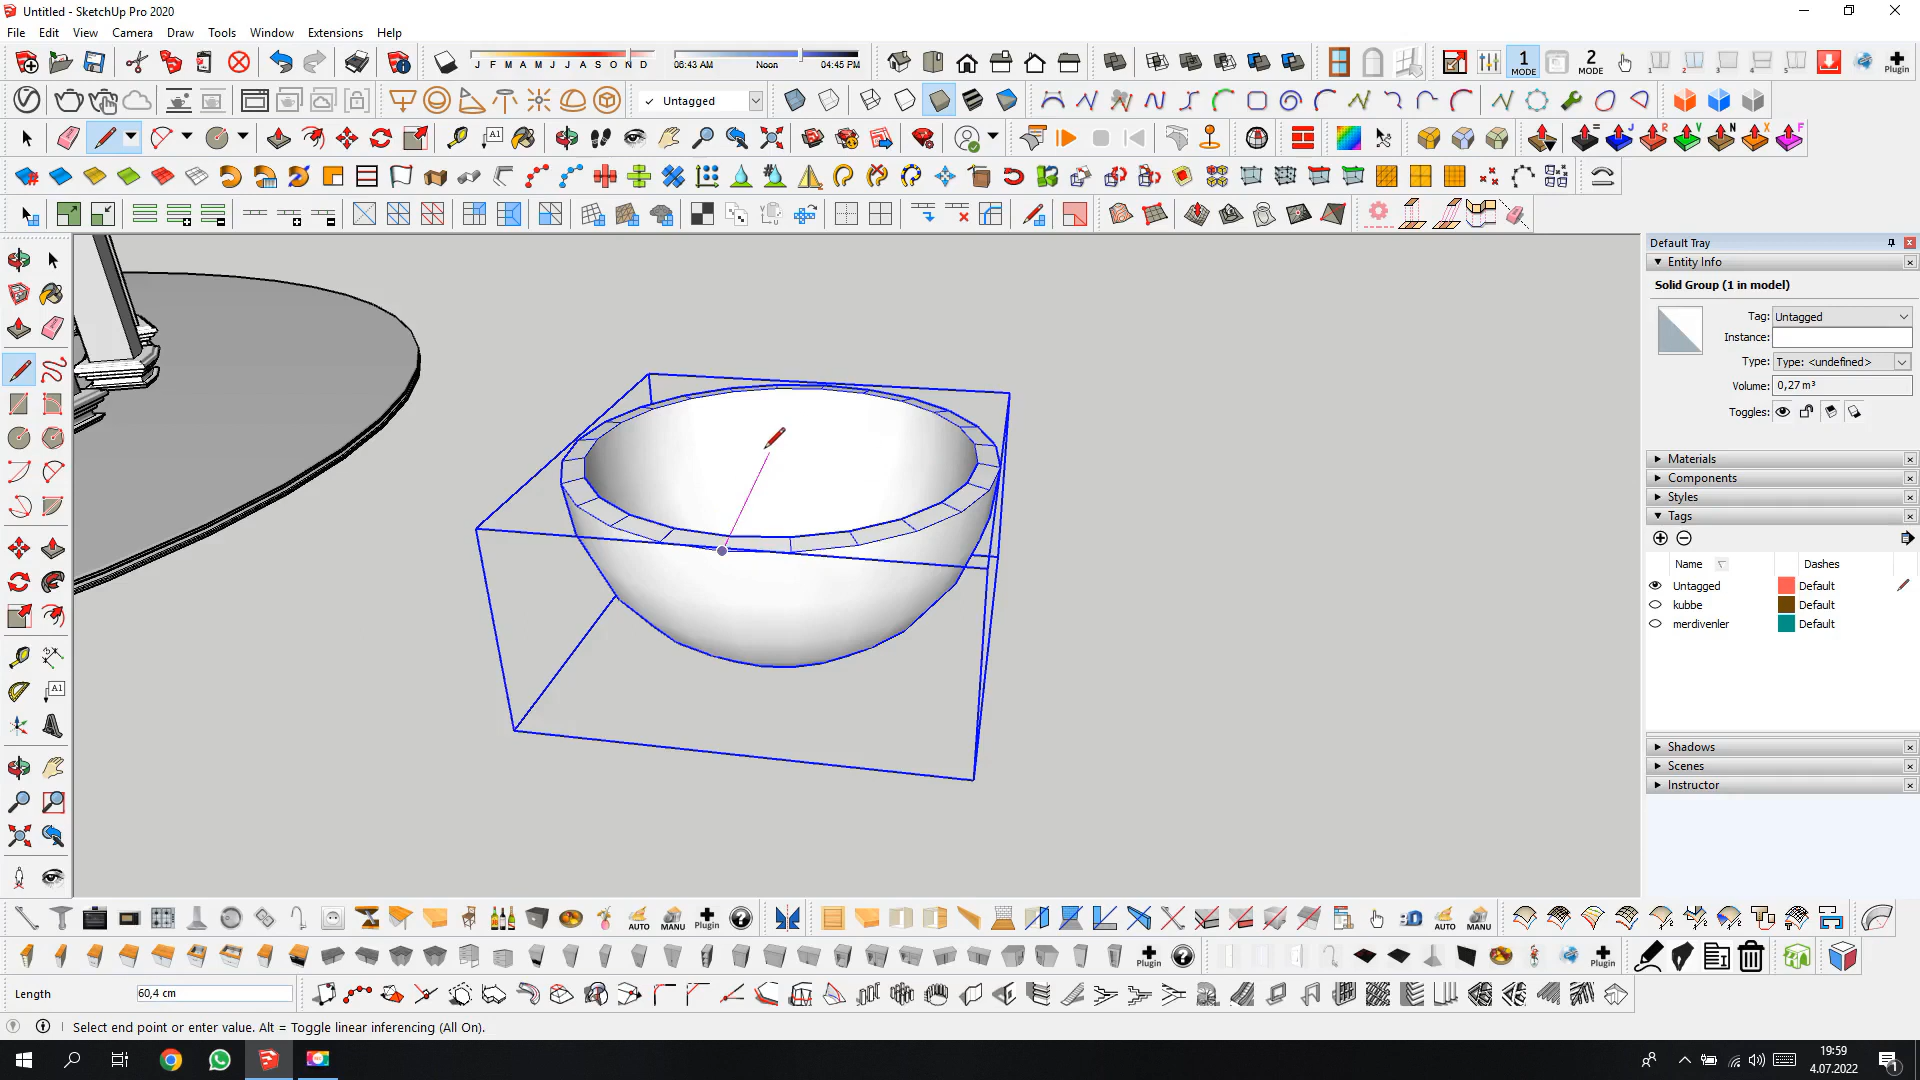 Untitled - SketchUp Pro 2020
File Edit View Camera Draw Tools Window Extensions Help
J F M A M J J A S O N D 06:43 AM Noon 04:45 PM
1 MODE 2 MODE Plugin
Untagged
A1
= J R V N X F
Default Tray
Entity Info
Solid Group (1 in model)
Tag: Untagged
Instance:
Type: Type: <undefined>
Volume: 0,27 m³
Toggles:
Materials
Components
Styles
Tags
Name Dashes
Untagged Default
kubbe Default
merdivenler Default
Shadows
Scenes
Instructor
A1
AUTO MANU Plugin AUTO MANU
Plugin Plugin
Length 60,4 cm
Select end point or enter value. Alt = Toggle linear inferencing (All On).
19:59
4.07.2022
1